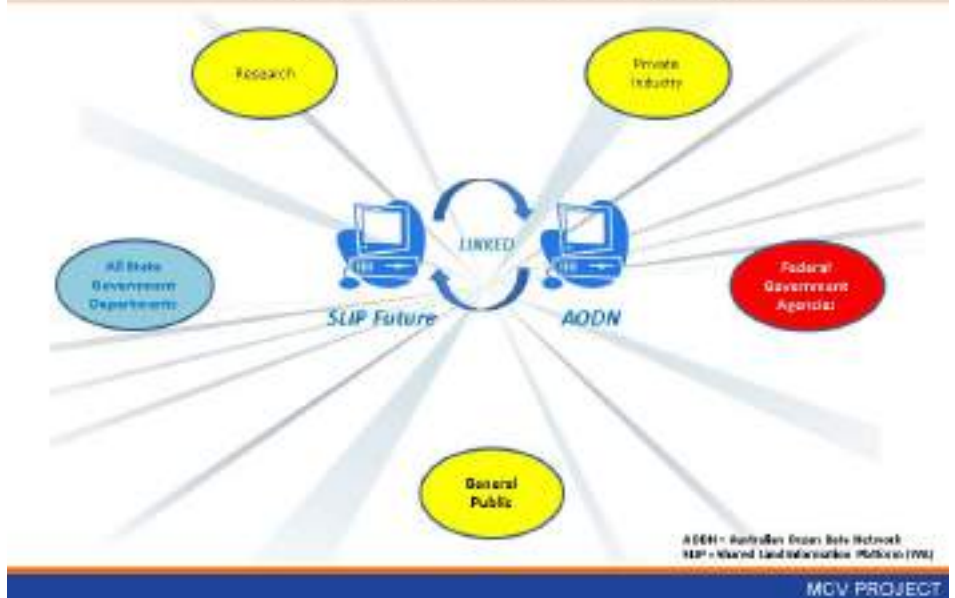 Research
Private
Industry
LINKED
All State
Government
Departments
Federal
Government
Agencies
SLIP Future
AODN
General
Public
AODN - Australian Ocean Data Network
SLIP - Shared Land Information Platform (WA)
MCV PROJECT